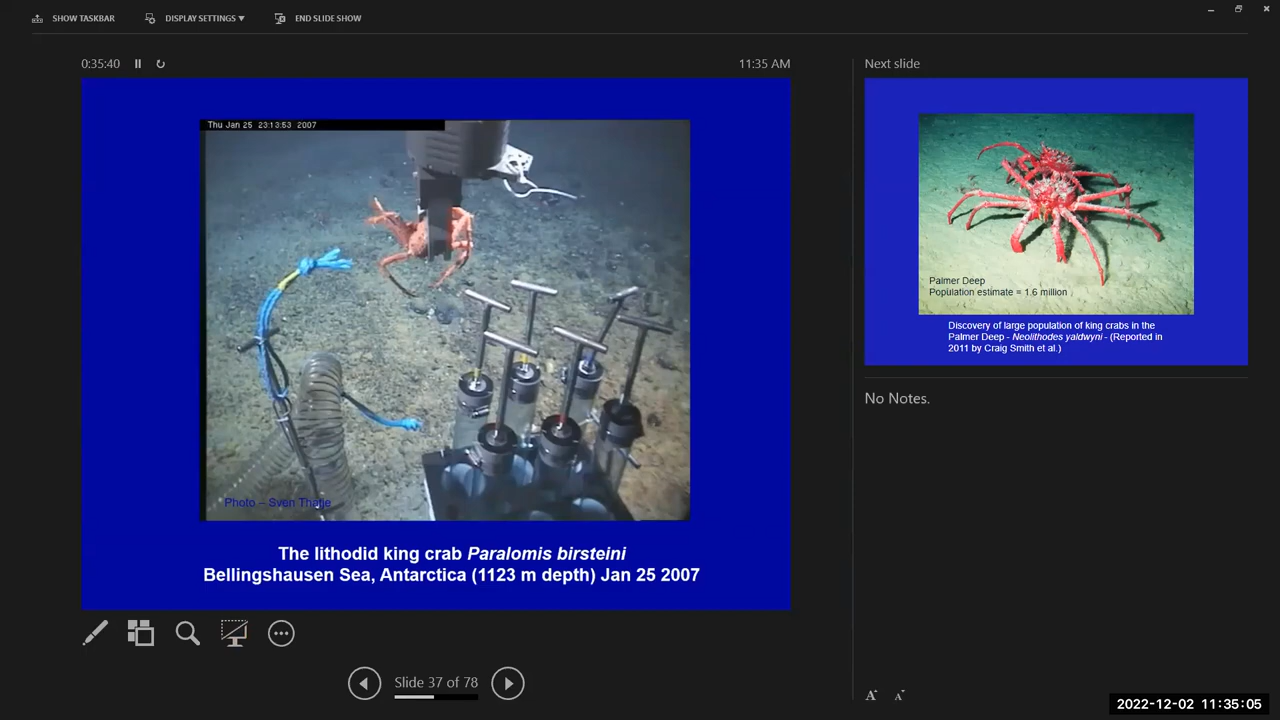 SHOW TASKBAR
DISPLAY SETTINGS ▼
END SLIDE SHOW
0:35:40
11:35 AM
Thu Jan 25 23:13:53 2007
Photo – Sven Thatje
The lithodid king crab Paralomis birsteini
Bellingshausen Sea, Antarctica (1123 m depth) Jan 25 2007
Slide 37 of 78
Next slide
Palmer Deep
Population estimate = 1.6 million
Discovery of large population of king crabs in the
Palmer Deep - Neolithodes yaldwyni - (Reported in
2011 by Craig Smith et al.)
No Notes.
A A
2022-12-02 11:35:05